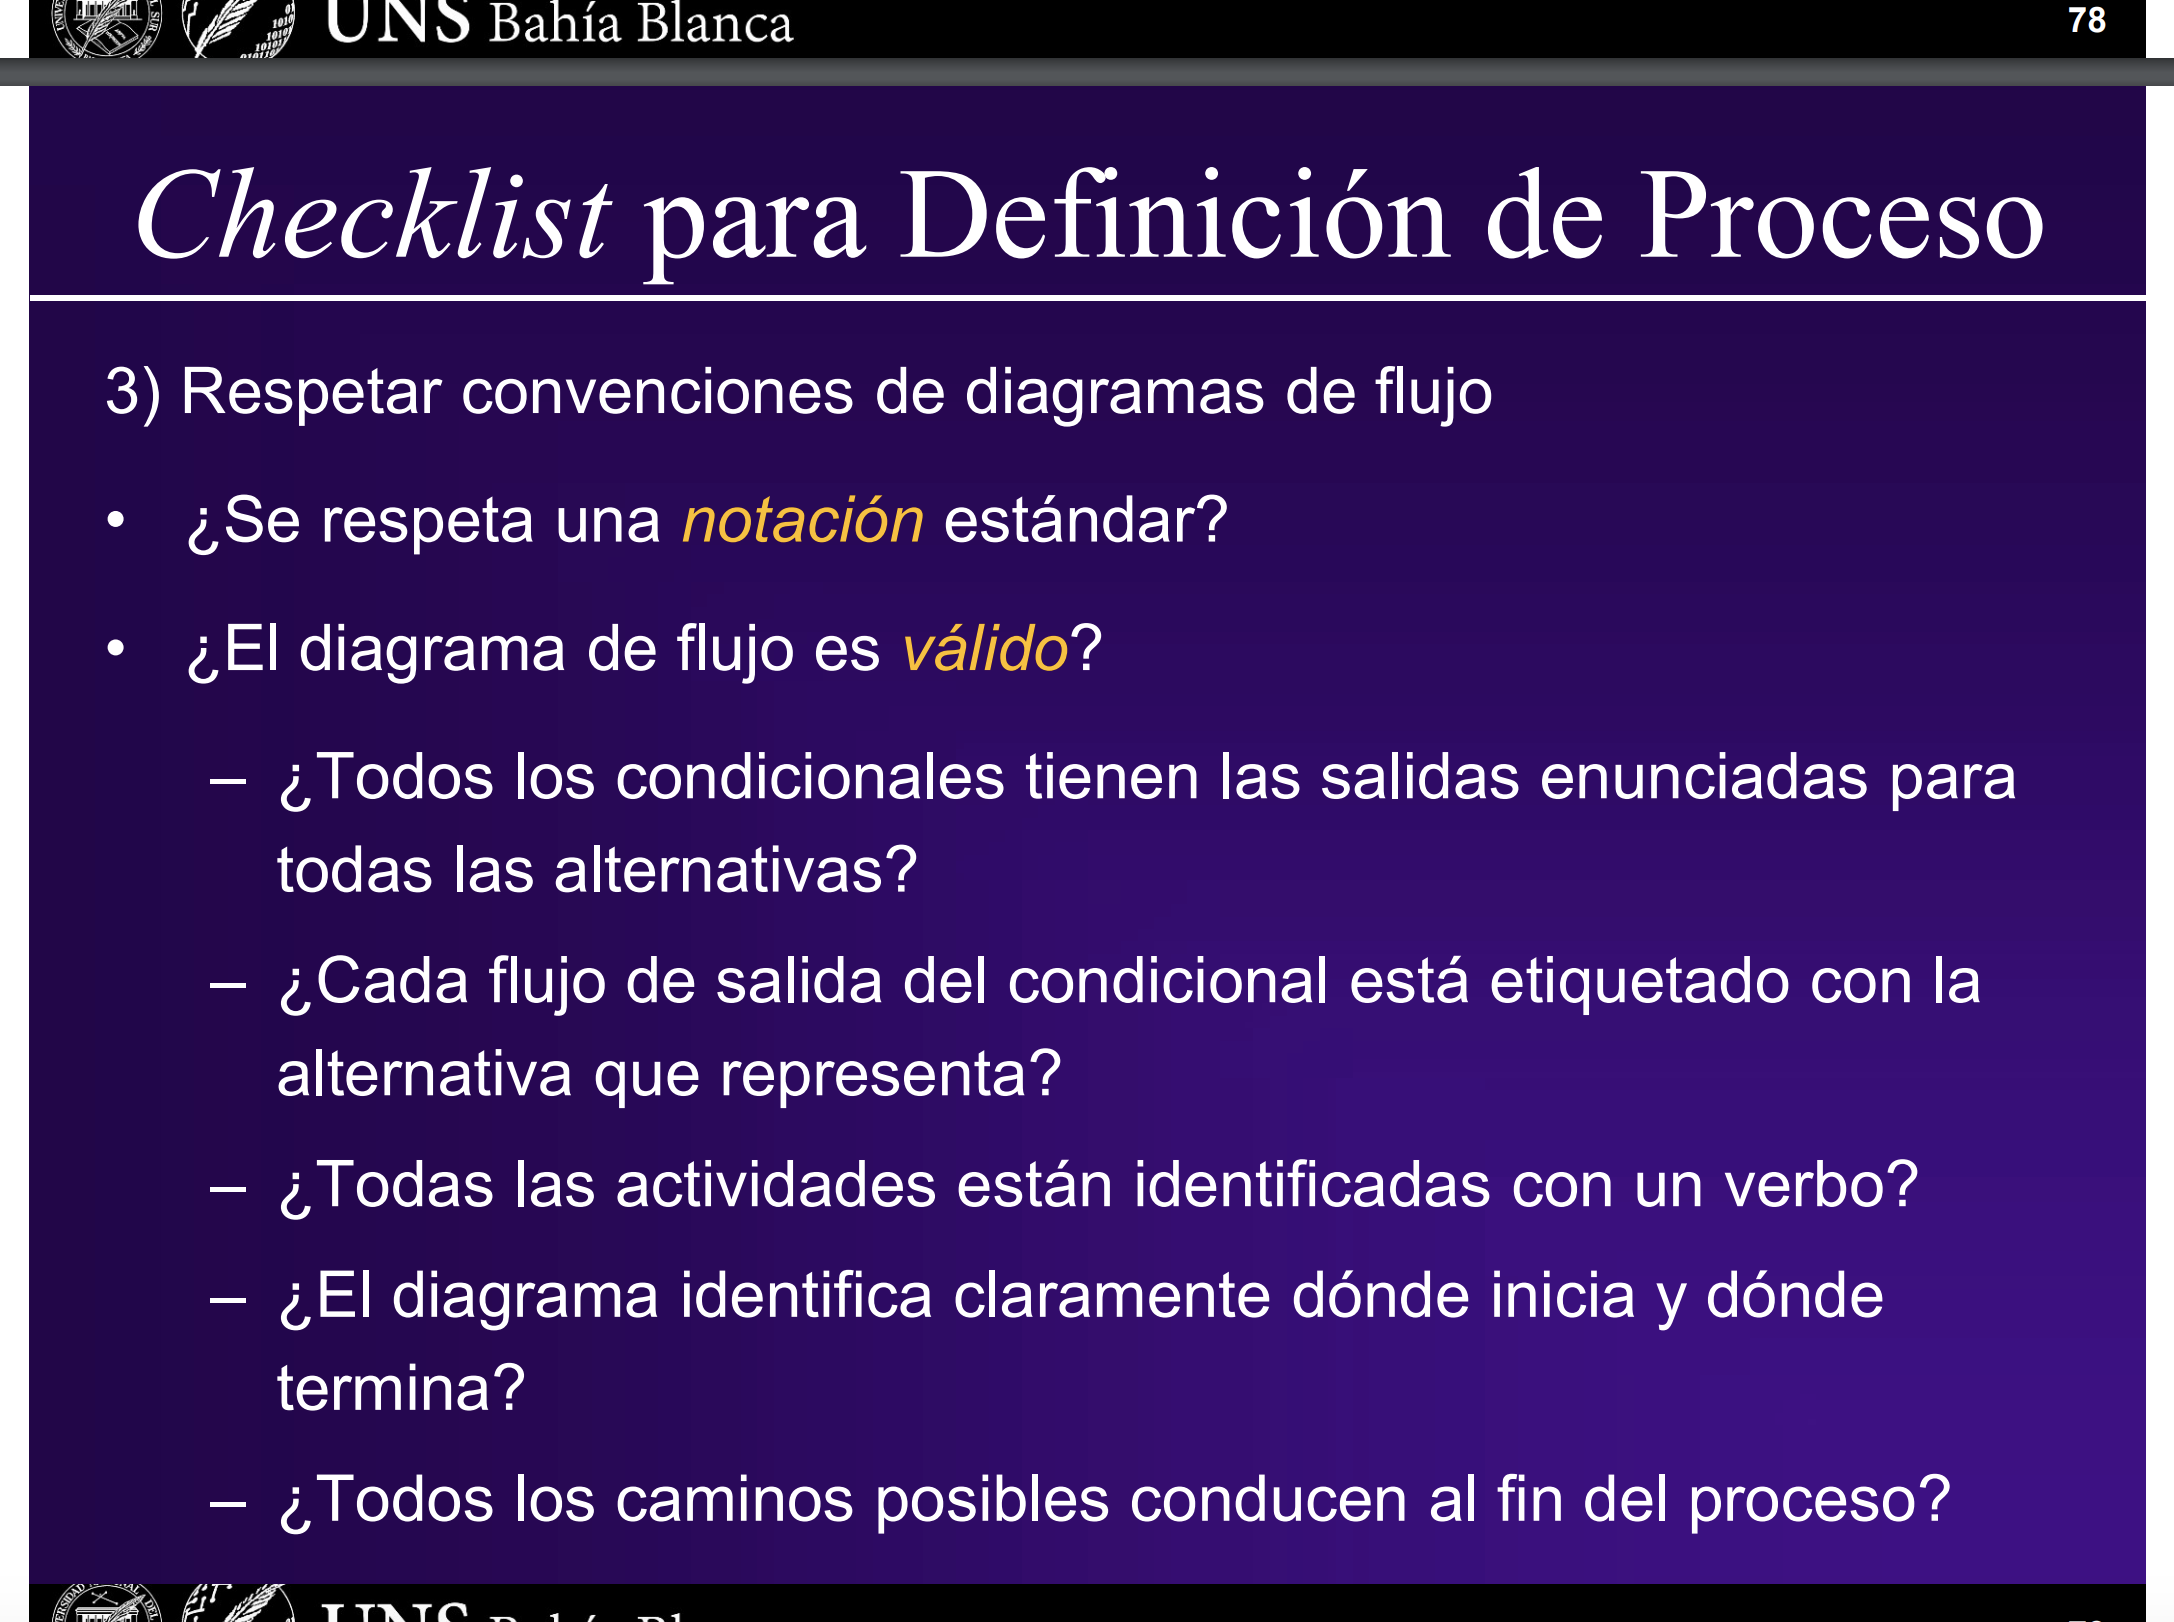 UNS Bahía Blanca
78
Checklist para Definición de Proceso
3) Respetar convenciones de diagramas de flujo
• ¿Se respeta una notación estándar?
• ¿El diagrama de flujo es válido?
– ¿Todos los condicionales tienen las salidas enunciadas para
todas las alternativas?
– ¿Cada flujo de salida del condicional está etiquetado con la
alternativa que representa?
– ¿Todas las actividades están identificadas con un verbo?
– ¿El diagrama identifica claramente dónde inicia y dónde
termina?
– ¿Todos los caminos posibles conducen al fin del proceso?
UNS Bahía Blanca